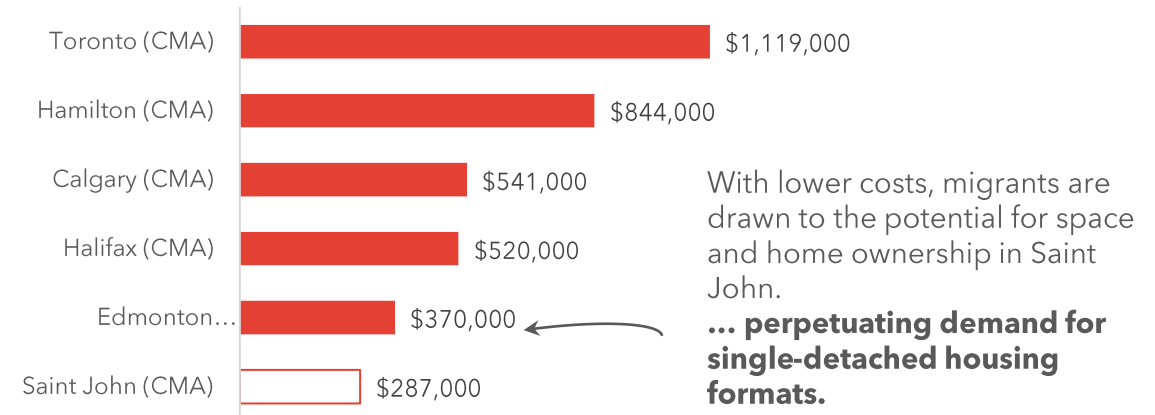 Toronto (CMA) $1,119,000
Hamilton (CMA) $844,000
Calgary (CMA) $541,000
Halifax (CMA) $520,000
Edmonton... $370,000
Saint John (CMA) $287,000
With lower costs, migrants are
drawn to the potential for space
and home ownership in Saint
John.
... perpetuating demand for
single-detached housing
formats.